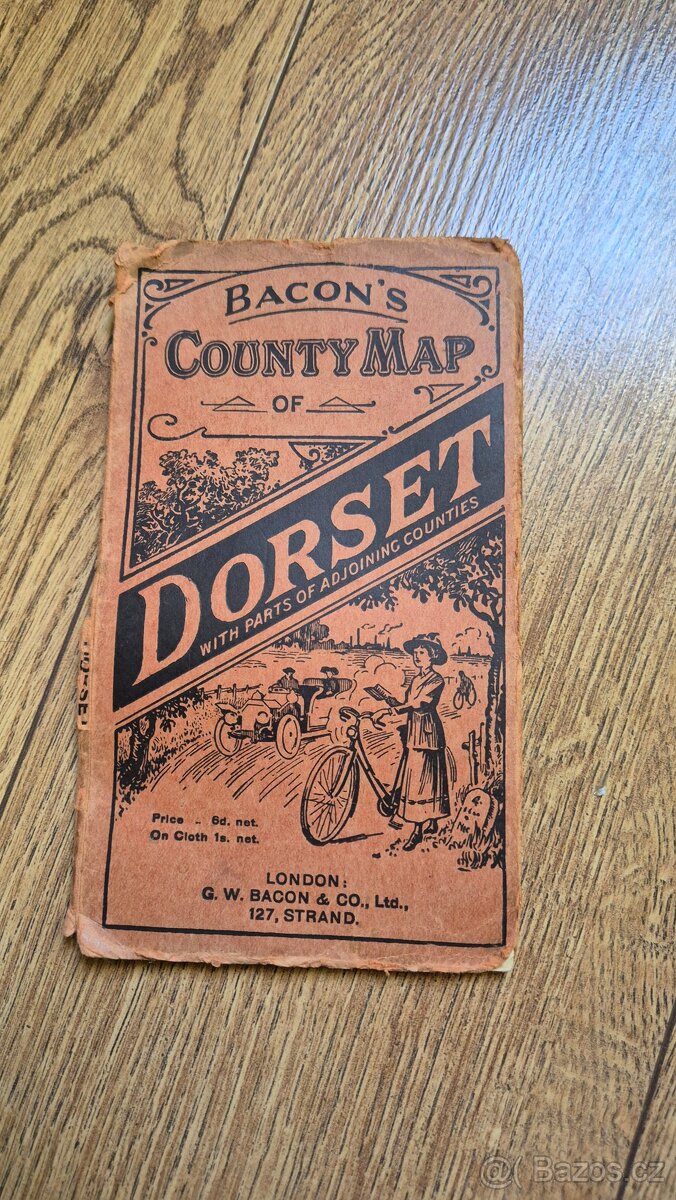 BACON'S
COUNTY MAP
OF
DORSET
WITH PARTS OF ADJOINING COUNTIES
Price .. 6d. net.
On Cloth 1s. net.
LONDON:
G. W. BACON & CO., Ltd.,
127, STRAND.
@ Bazos.cz